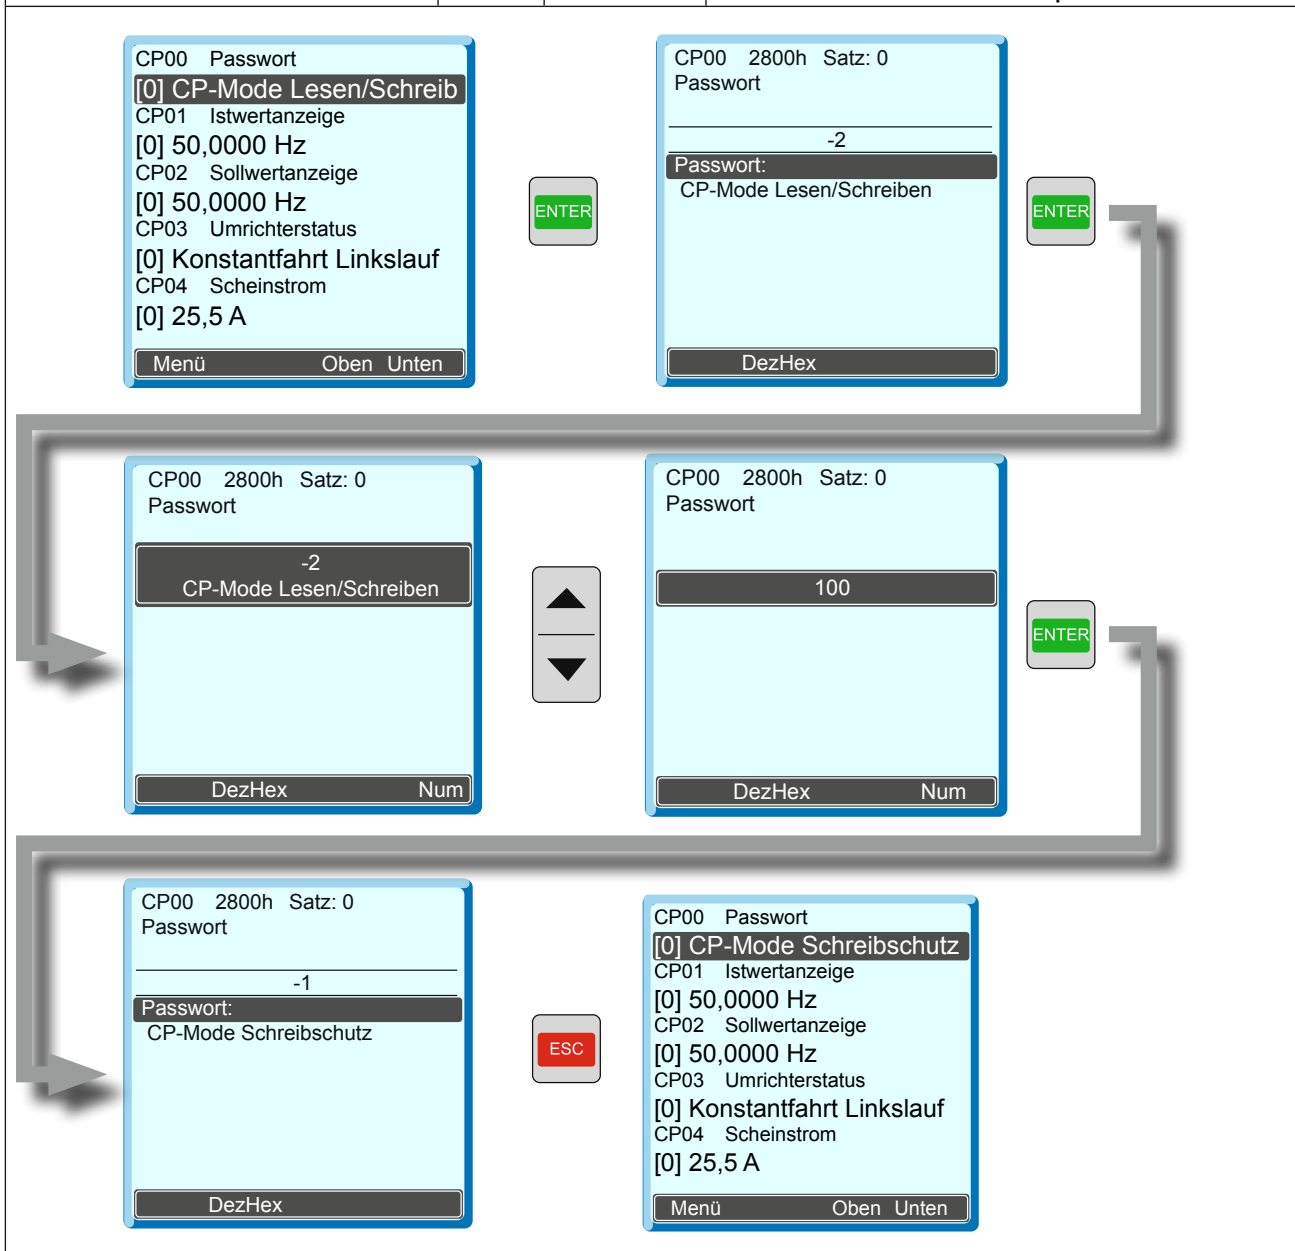 CP00 Passwort
[0] CP-Mode Lesen/Schreib
CP01 Istwertanzeige
[0] 50,0000 Hz
CP02 Sollwertanzeige
[0] 50,0000 Hz
CP03 Umrichterstatus
[0] Konstantfahrt Linkslauf
CP04 Scheinstrom
[0] 25,5 A
Menü Oben Unten
ENTER
CP00 2800h Satz: 0
Passwort
-2
Passwort:
CP-Mode Lesen/Schreiben
DezHex
ENTER
CP00 2800h Satz: 0
Passwort
-2
CP-Mode Lesen/Schreiben
DezHex Num
CP00 2800h Satz: 0
Passwort
100
DezHex Num
ENTER
CP00 2800h Satz: 0
Passwort
-1
Passwort:
CP-Mode Schreibschutz
DezHex
ESC
CP00 Passwort
[0] CP-Mode Schreibschutz
CP01 Istwertanzeige
[0] 50,0000 Hz
CP02 Sollwertanzeige
[0] 50,0000 Hz
CP03 Umrichterstatus
[0] Konstantfahrt Linkslauf
CP04 Scheinstrom
[0] 25,5 A
Menü Oben Unten